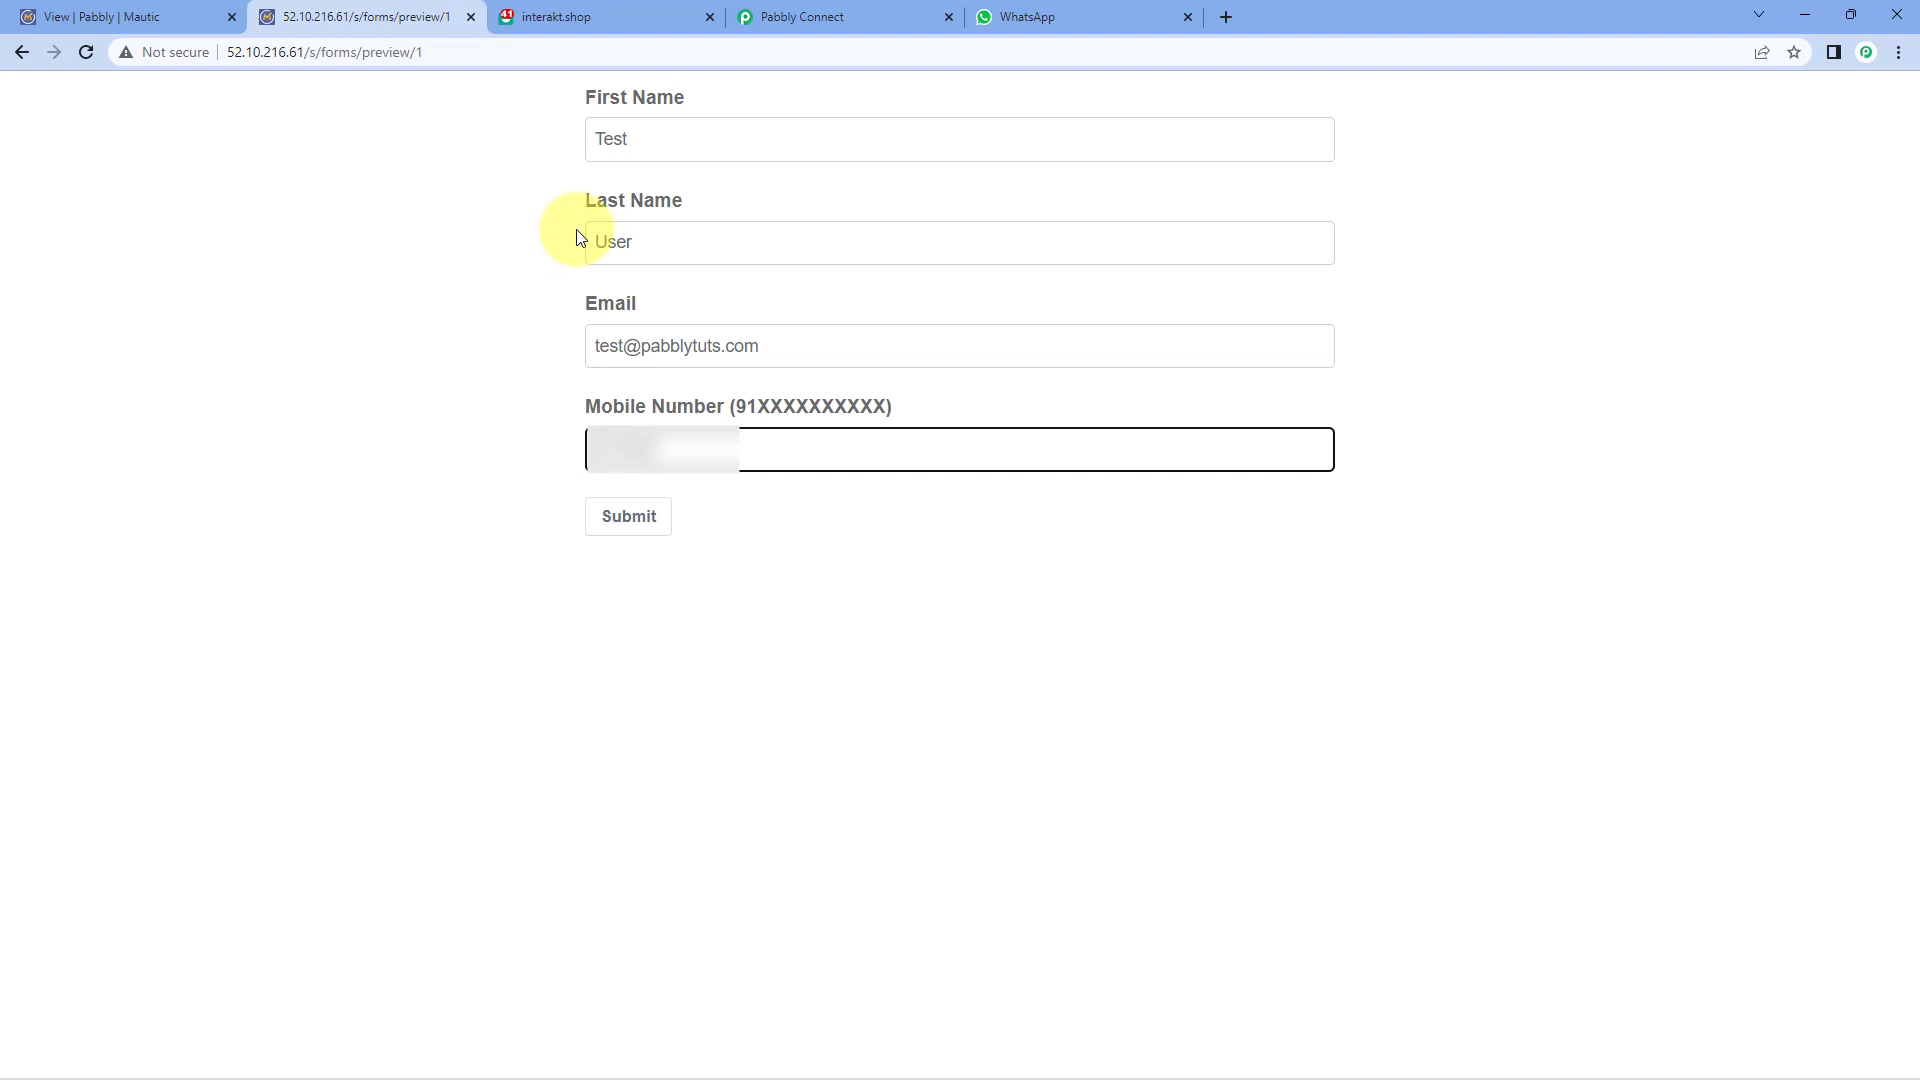 View | Pabbly | Mautic
52.10.216.61/s/forms/preview/1
41
interakt.shop
Pabbly Connect
WhatsApp
Not secure
52.10.216.61/s/forms/preview/1
First Name
Test
Last Name
User
Email
test@pabblytuts.com
Mobile Number (91XXXXXXXXXX)
Submit